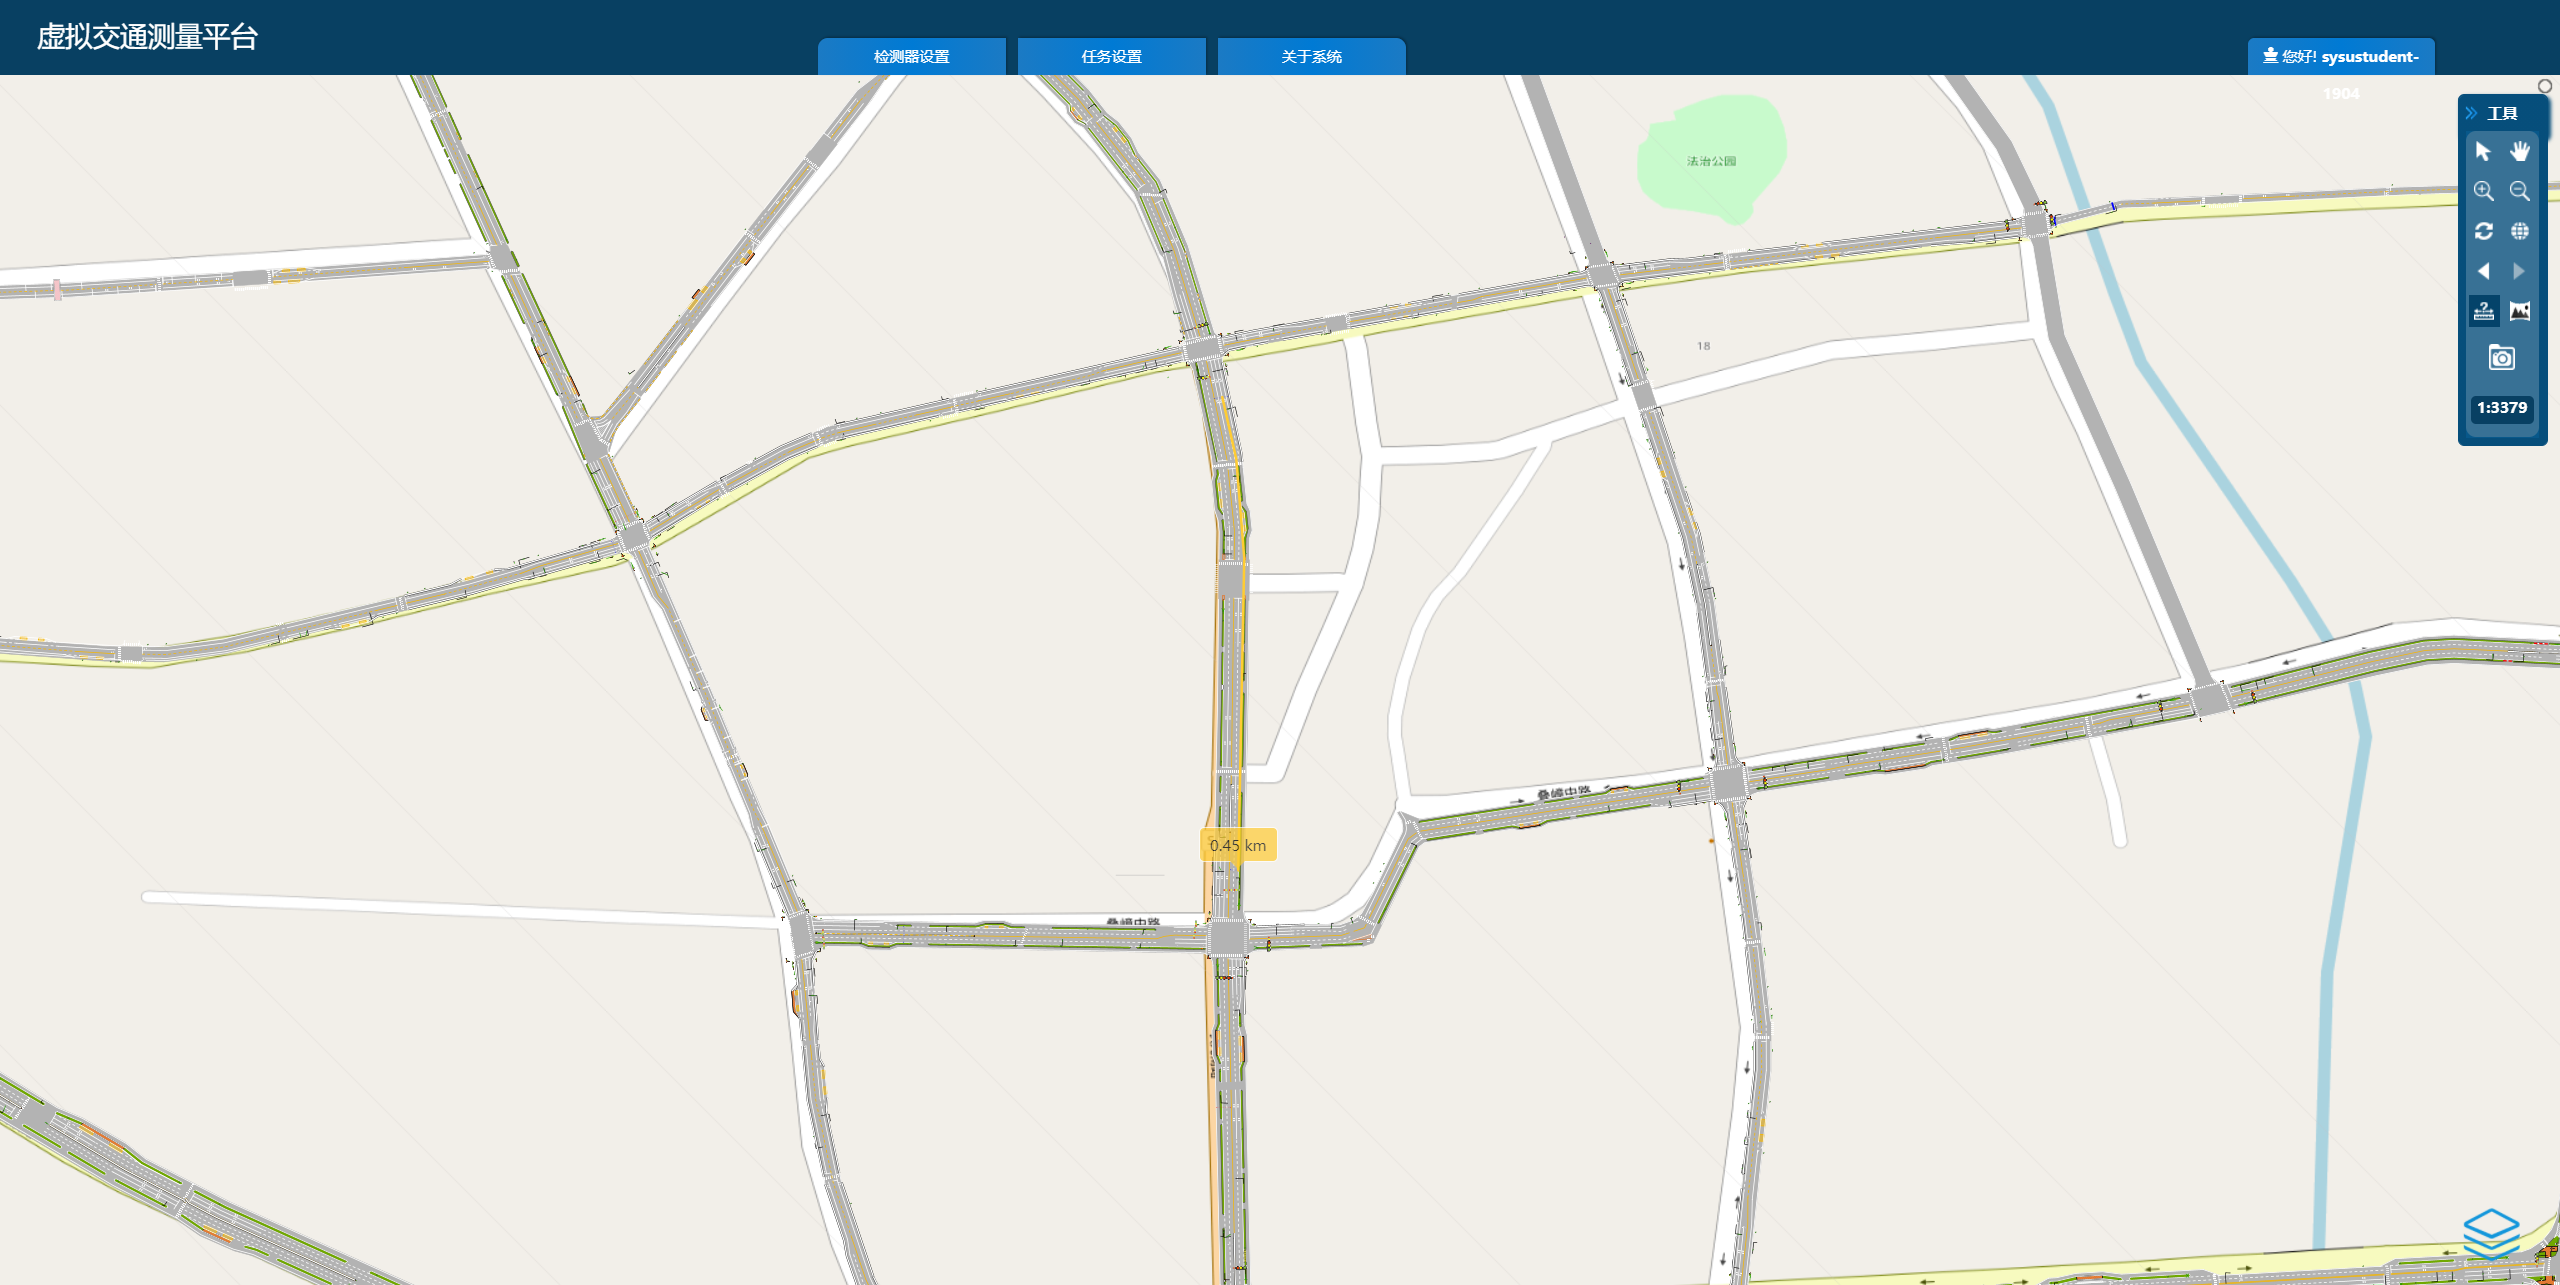 虚拟交通测量平台
检测器设置
任务设置
关于系统
您好! sysustudent-
1904
工具
法治公园
18
1:3379
叠嶂中路
0.45 km
叠嶂中路